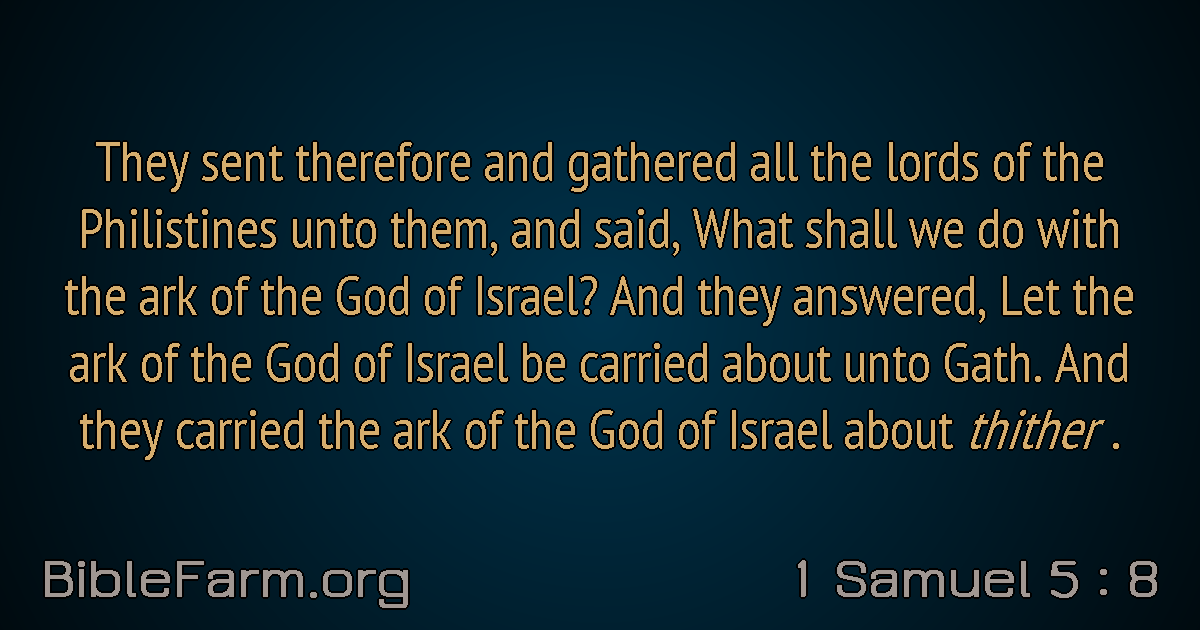 They sent therefore and gathered all the lords of the
Philistines unto them, and said, What shall we do with
the ark of the God of Israel? And they answered, Let the
ark of the God of Israel be carried about unto Gath. And
they carried the ark of the God of Israel about thither .
BibleFarm.org
1 Samuel 5 : 8